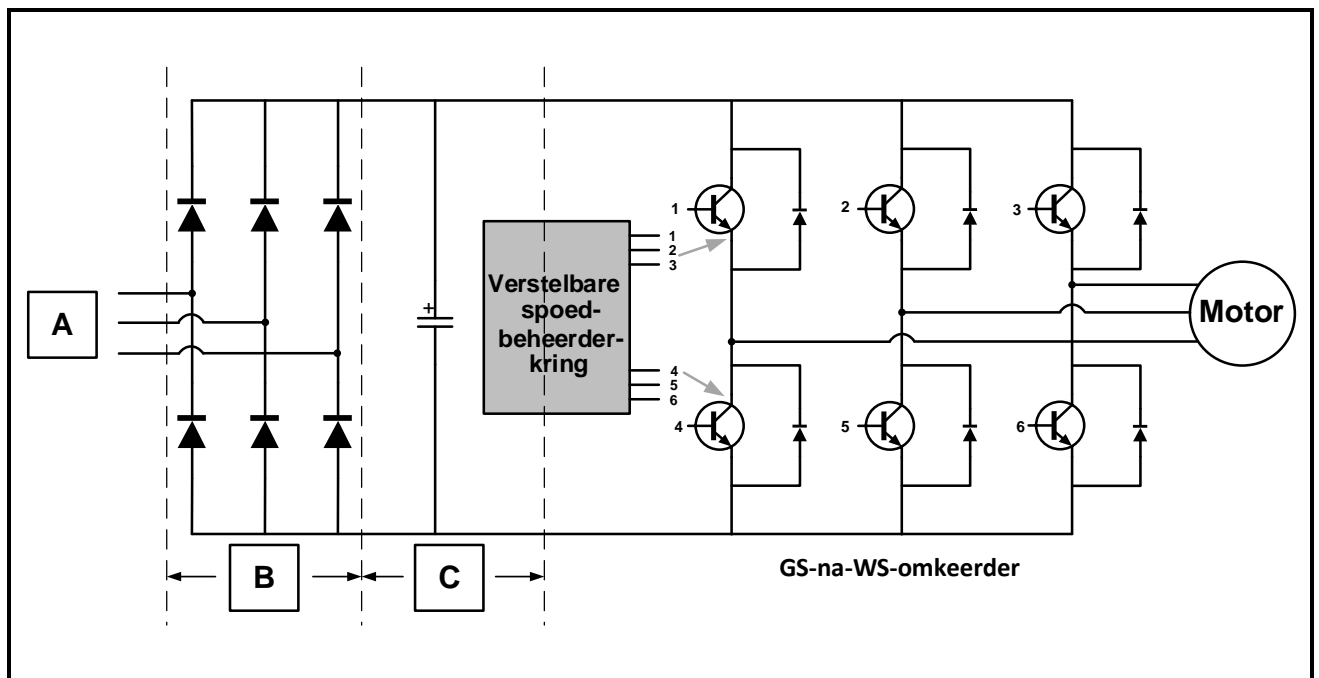 1
2
3
1
2
3
Verstelbare
spoed-
beheerder-
kring
A
Motor
4
5
6
4
5
6
B
C
GS-na-WS-omkeerder